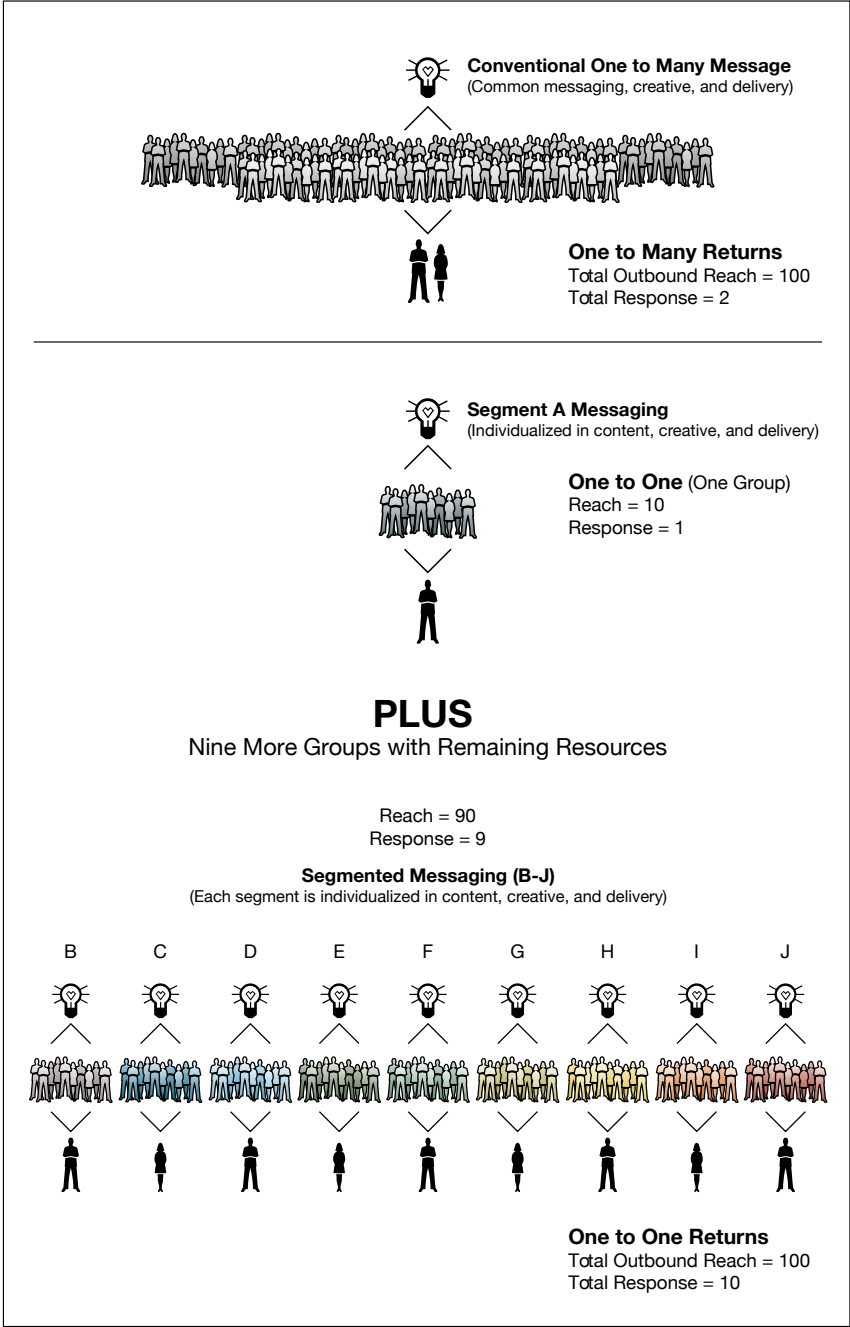 Conventional One to Many Message
(Common messaging, creative, and delivery)
One to Many Returns
Total Outbound Reach = 100
Total Response = 2
Segment A Messaging
(Individualized in content, creative, and delivery)
One to One (One Group)
Reach = 10
Response = 1
PLUS
Nine More Groups with Remaining Resources
Reach = 90
Response = 9
Segmented Messaging (B-J)
(Each segment is individualized in content, creative, and delivery)
B C D E F G H I J
One to One Returns
Total Outbound Reach = 100
Total Response = 10